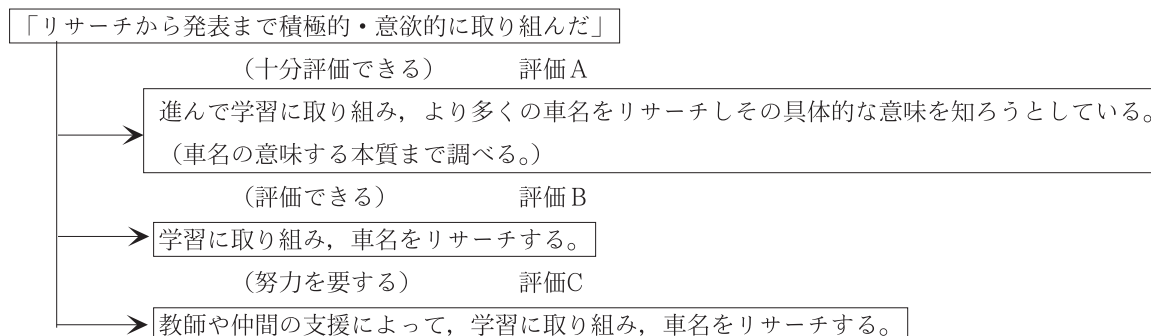 「リサーチから発表まで積極的・意欲的に取り組んだ」
（十分評価できる） 評価A
進んで学習に取り組み，より多くの車名をリサーチしその具体的な意味を知ろうとしている。
（車名の意味する本質まで調べる。）
（評価できる） 評価B
学習に取り組み，車名をリサーチする。
（努力を要する） 評価C
教師や仲間の支援によって，学習に取り組み，車名をリサーチする。